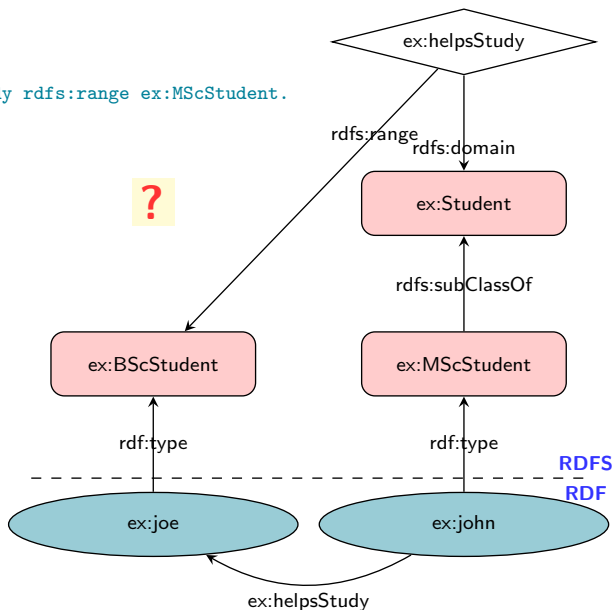 ex:helpsStudy
y rdfs:range ex:MScStudent.
rdfs:range
rdfs:domain
?
ex:Student
rdfs:subClassOf
ex:BScStudent
ex:MScStudent
rdf:type
rdf:type
RDFS
RDF
ex:joe
ex:john
ex:helpsStudy